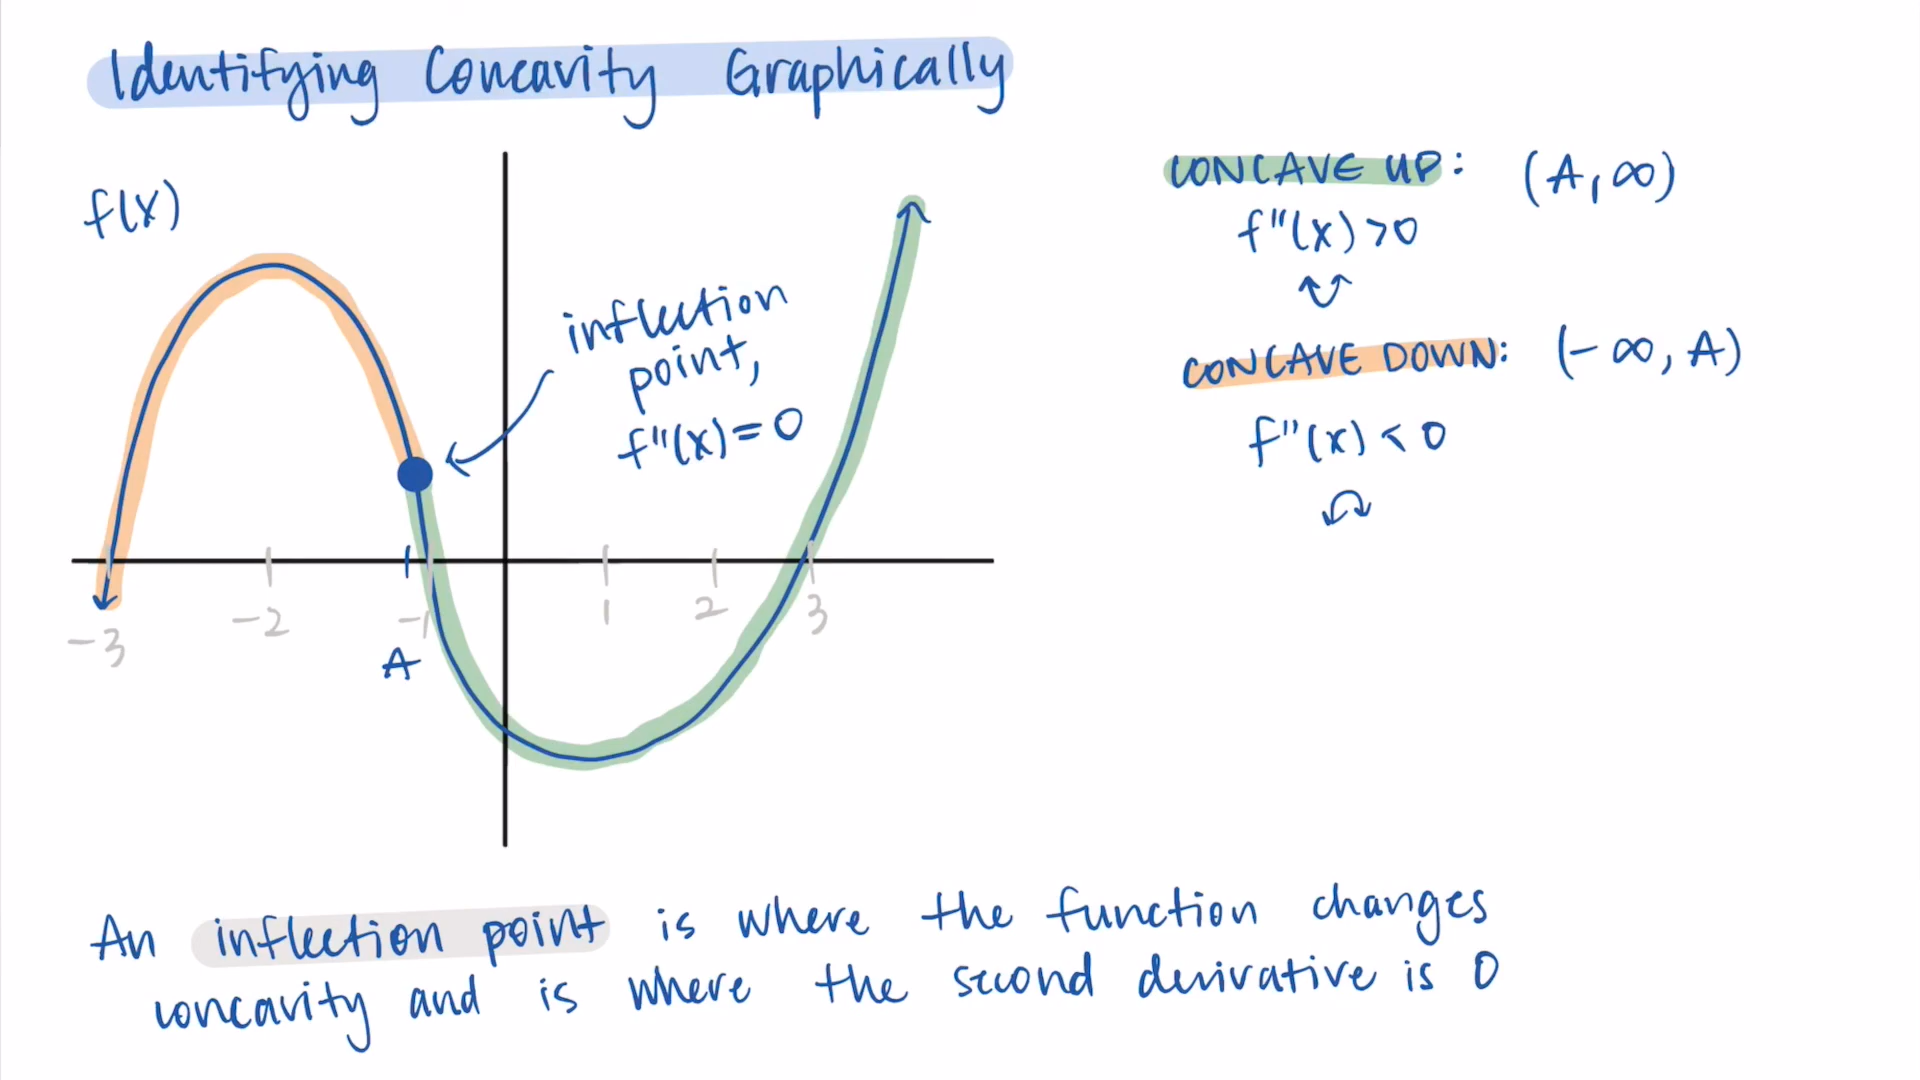 Identifying Concavity Graphically
f(x)
inflection
point,
f''(x) = 0
-3
-2
-1
1
2
3
A
CONCAVE UP: (A, ∞)
f''(x) > 0
CONCAVE DOWN: (-∞, A)
f''(x) < 0
An inflection point is where the function changes
concavity and is where the second derivative is 0